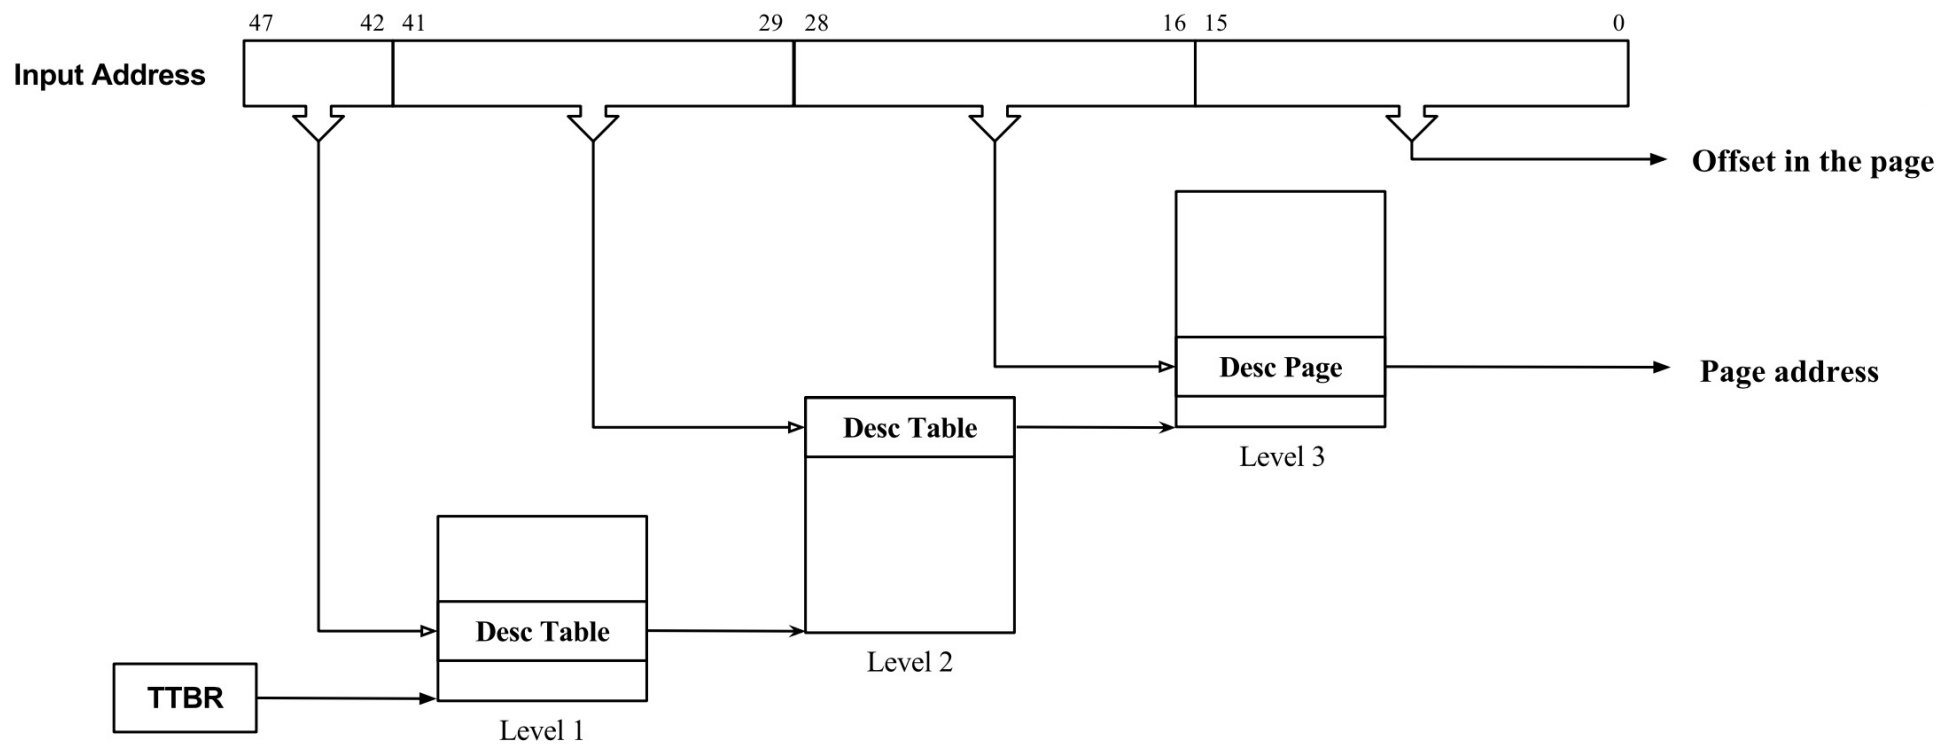 47 42 41 29 28 16 15 0
Input Address
Offset in the page
Desc Page
Page address
Desc Table
Level 3
Desc Table
Level 2
TTBR
Level 1